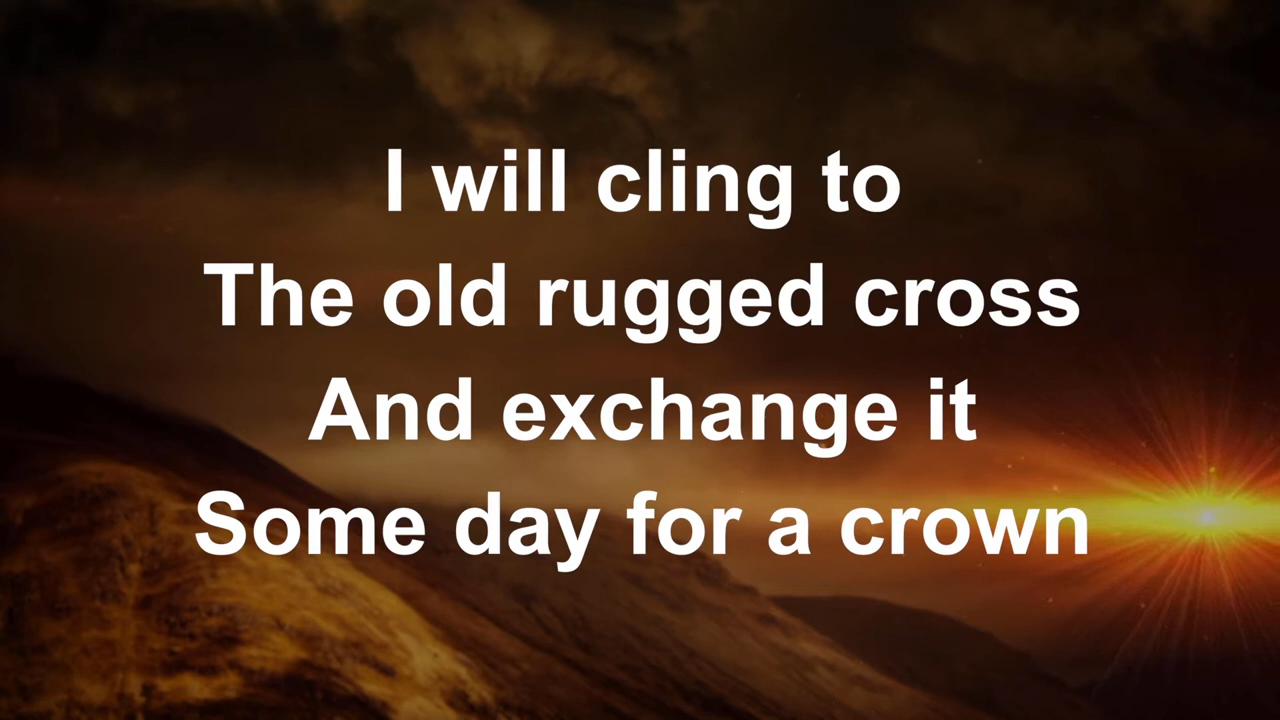 I will cling to
The old rugged cross
And exchange it
Some day for a crown